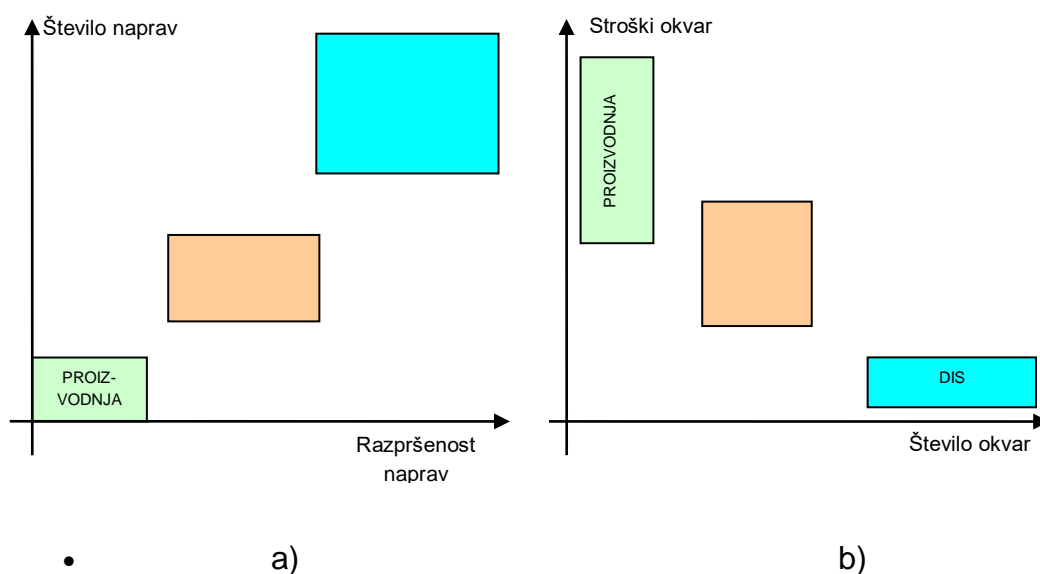 Število naprav
PROIZ-
VODNJA
Razpršenost
naprav
Stroški okvar
PROIZVODNJA
DIS
Število okvar
• a) b)